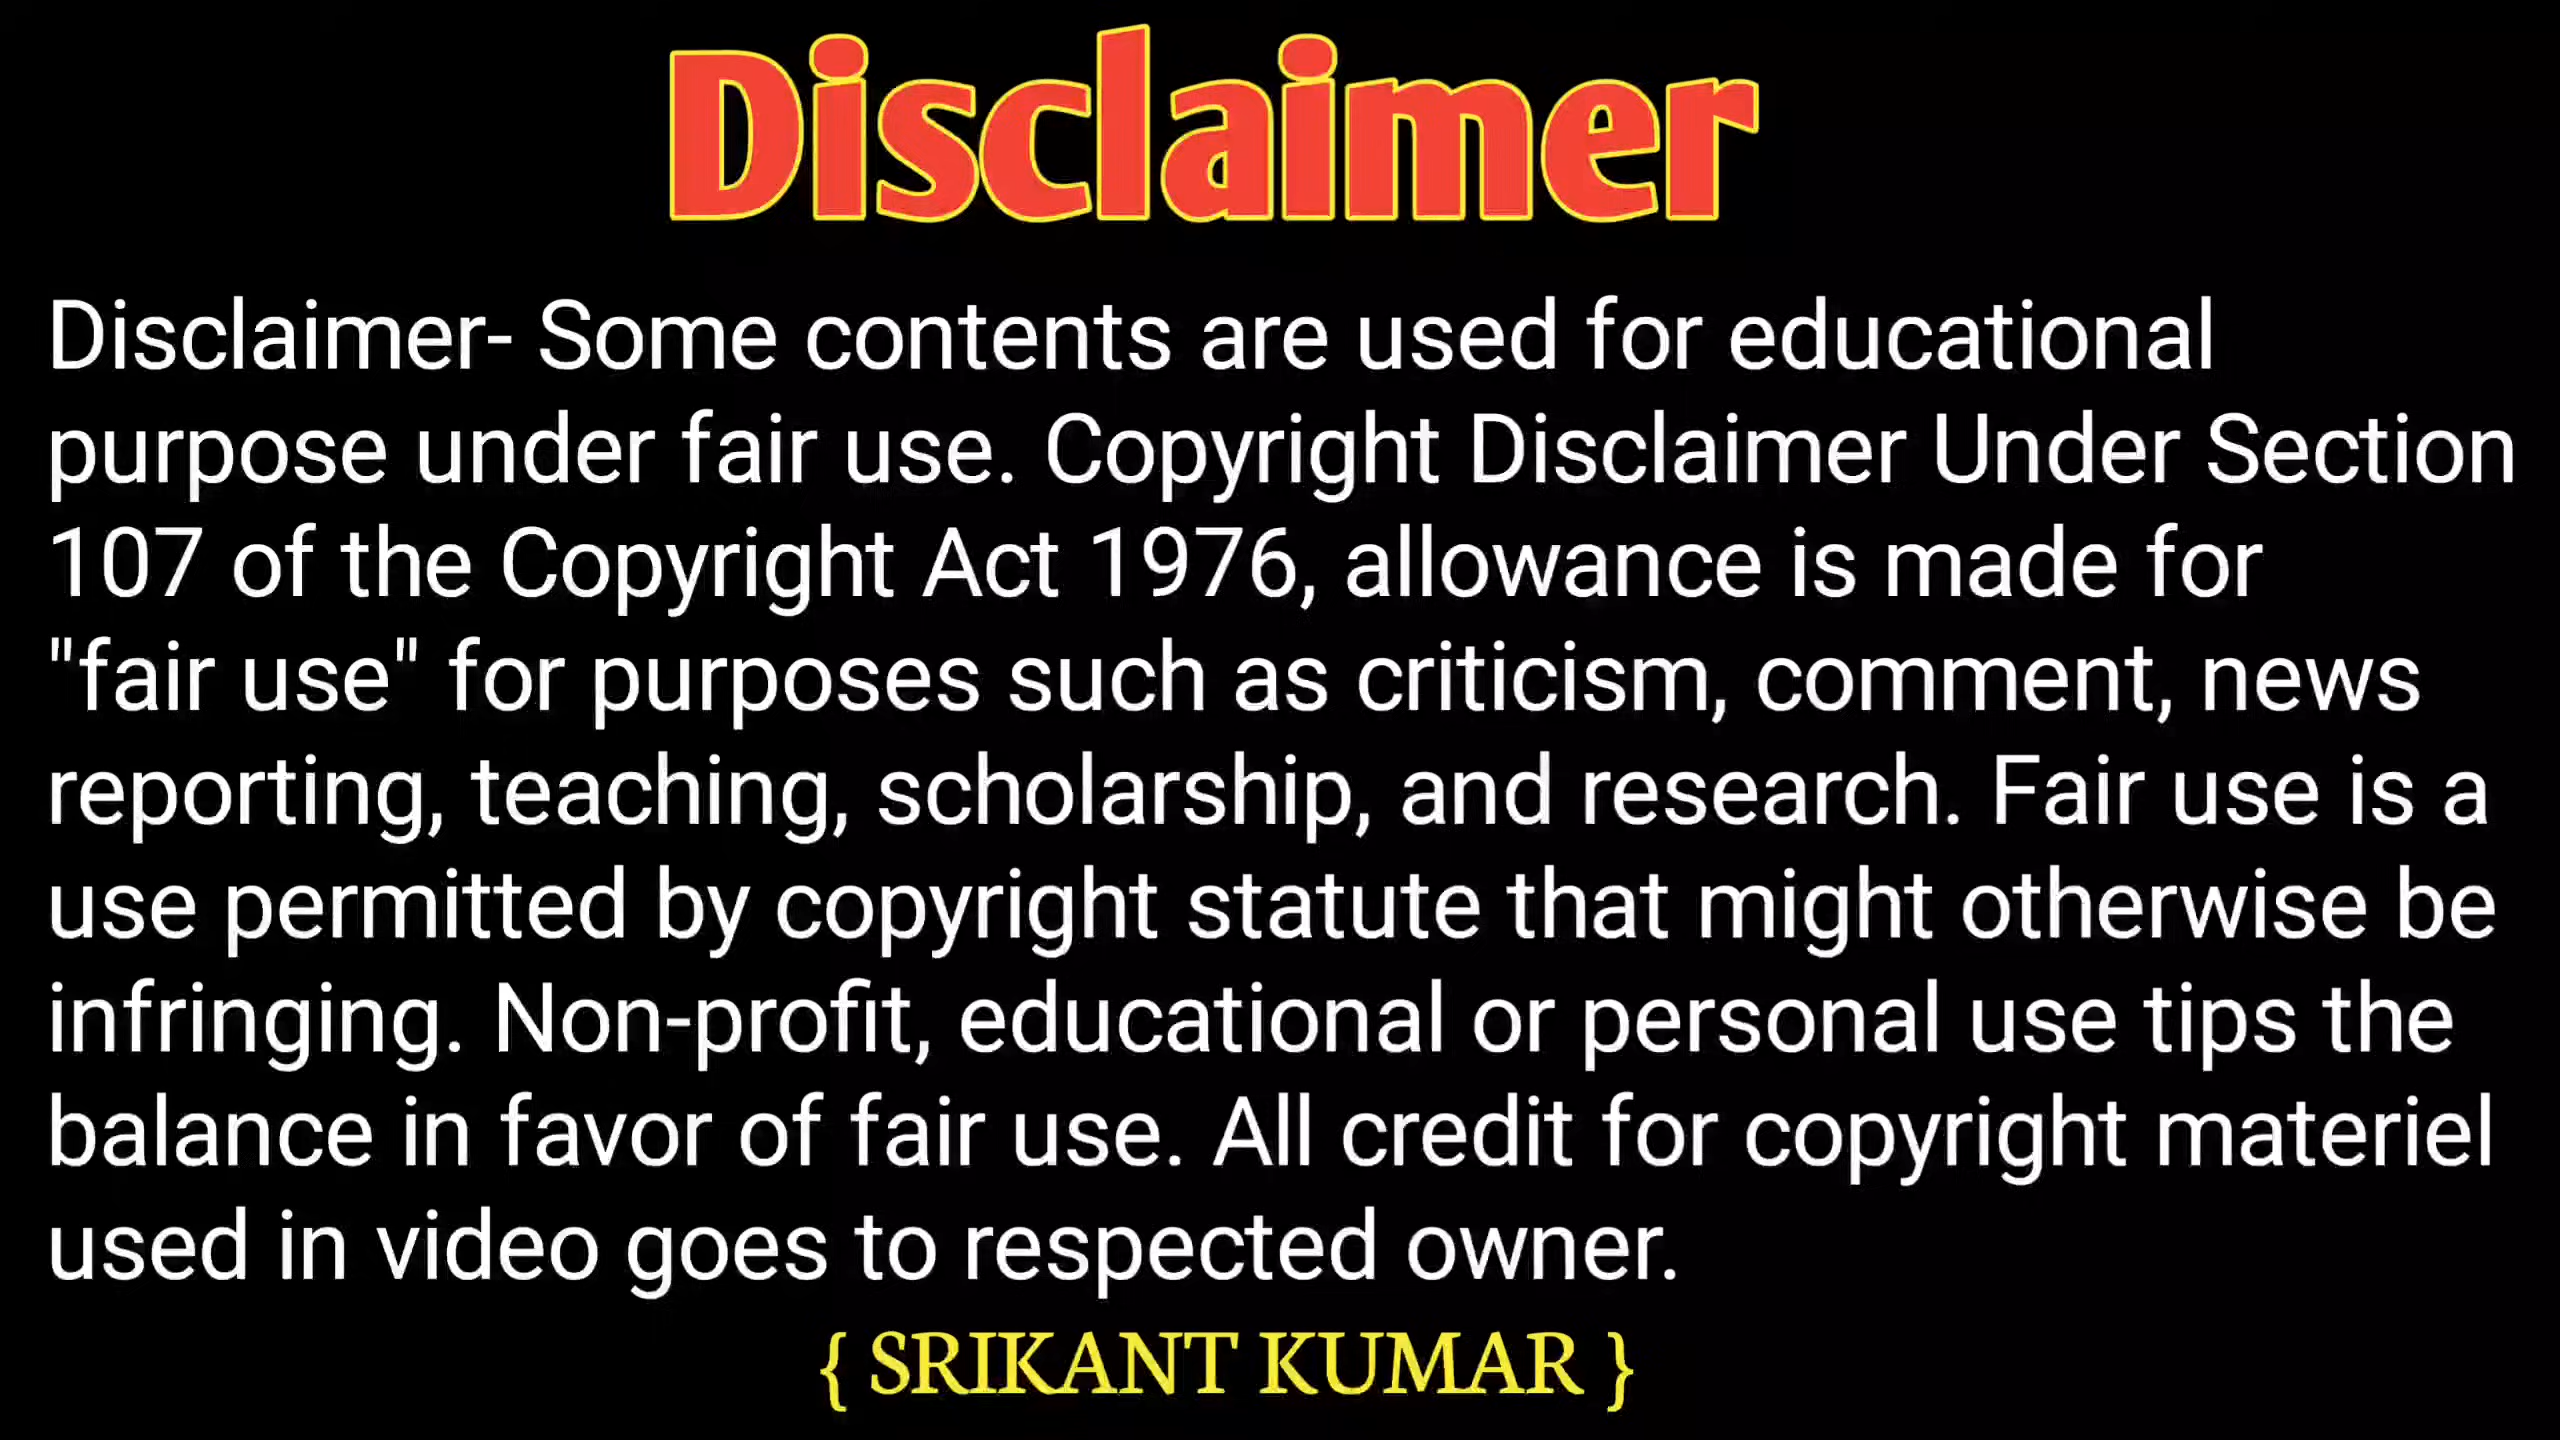 Disclaimer
Disclaimer- Some contents are used for educational
purpose under fair use. Copyright Disclaimer Under Section
107 of the Copyright Act 1976, allowance is made for
"fair use" for purposes such as criticism, comment, news
reporting, teaching, scholarship, and research. Fair use is a
use permitted by copyright statute that might otherwise be
infringing. Non-profit, educational or personal use tips the
balance in favor of fair use. All credit for copyright materiel
used in video goes to respected owner.
{ SRIKANT KUMAR }